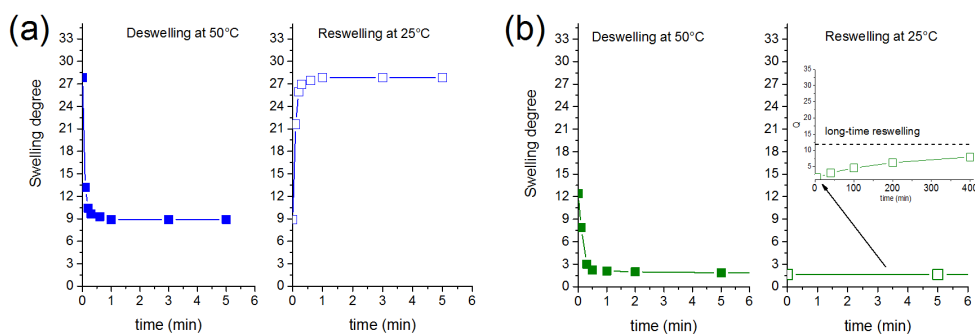 (a)
Deswelling at 50°C
Swelling degree
33
30
27
24
21
18
15
12
9
6
3
0
0 1 2 3 4 5 6
time (min)
Reswelling at 25°C
33
30
27
24
21
18
15
12
9
6
3
0
0 1 2 3 4 5 6
time (min)
(b)
Deswelling at 50°C
Swelling degree
33
30
27
24
21
18
15
12
9
6
3
0
0 1 2 3 4 5 6
time (min)
Reswelling at 25°C
33
30
27
24
21
18
15
12
9
6
3
0
0 1 2 3 4 5 6
time (min)
Q
35
30
25
20
15
10
5
0
long-time reswelling
0 100 200 300 400
time (min)